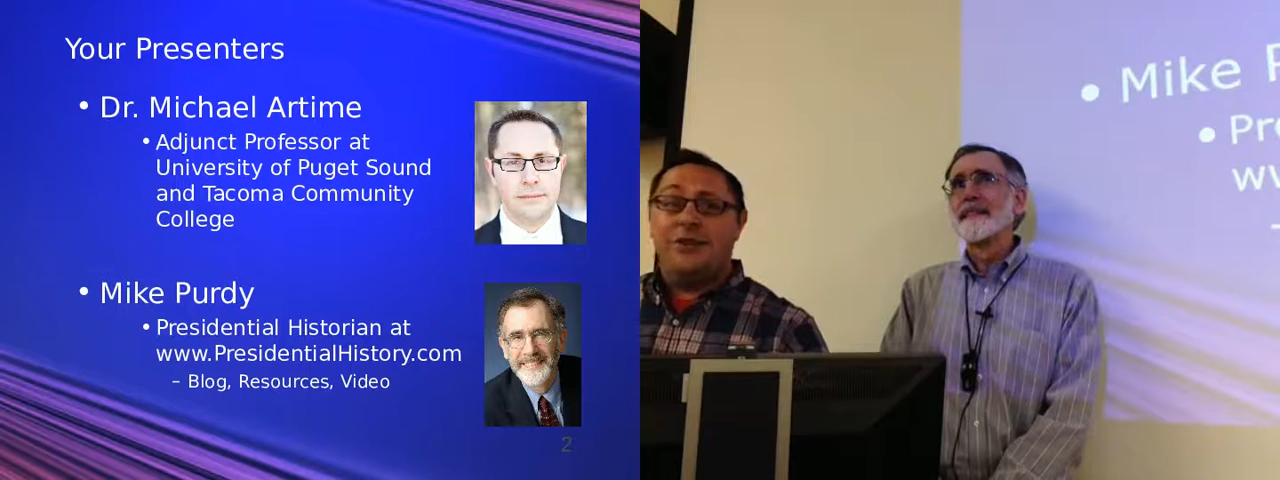 Your Presenters
• Dr. Michael Artime
• Adjunct Professor at
University of Puget Sound
and Tacoma Community
College
• Mike Purdy
• Presidential Historian at
www.PresidentialHistory.com
– Blog, Resources, Video
2
• Mike